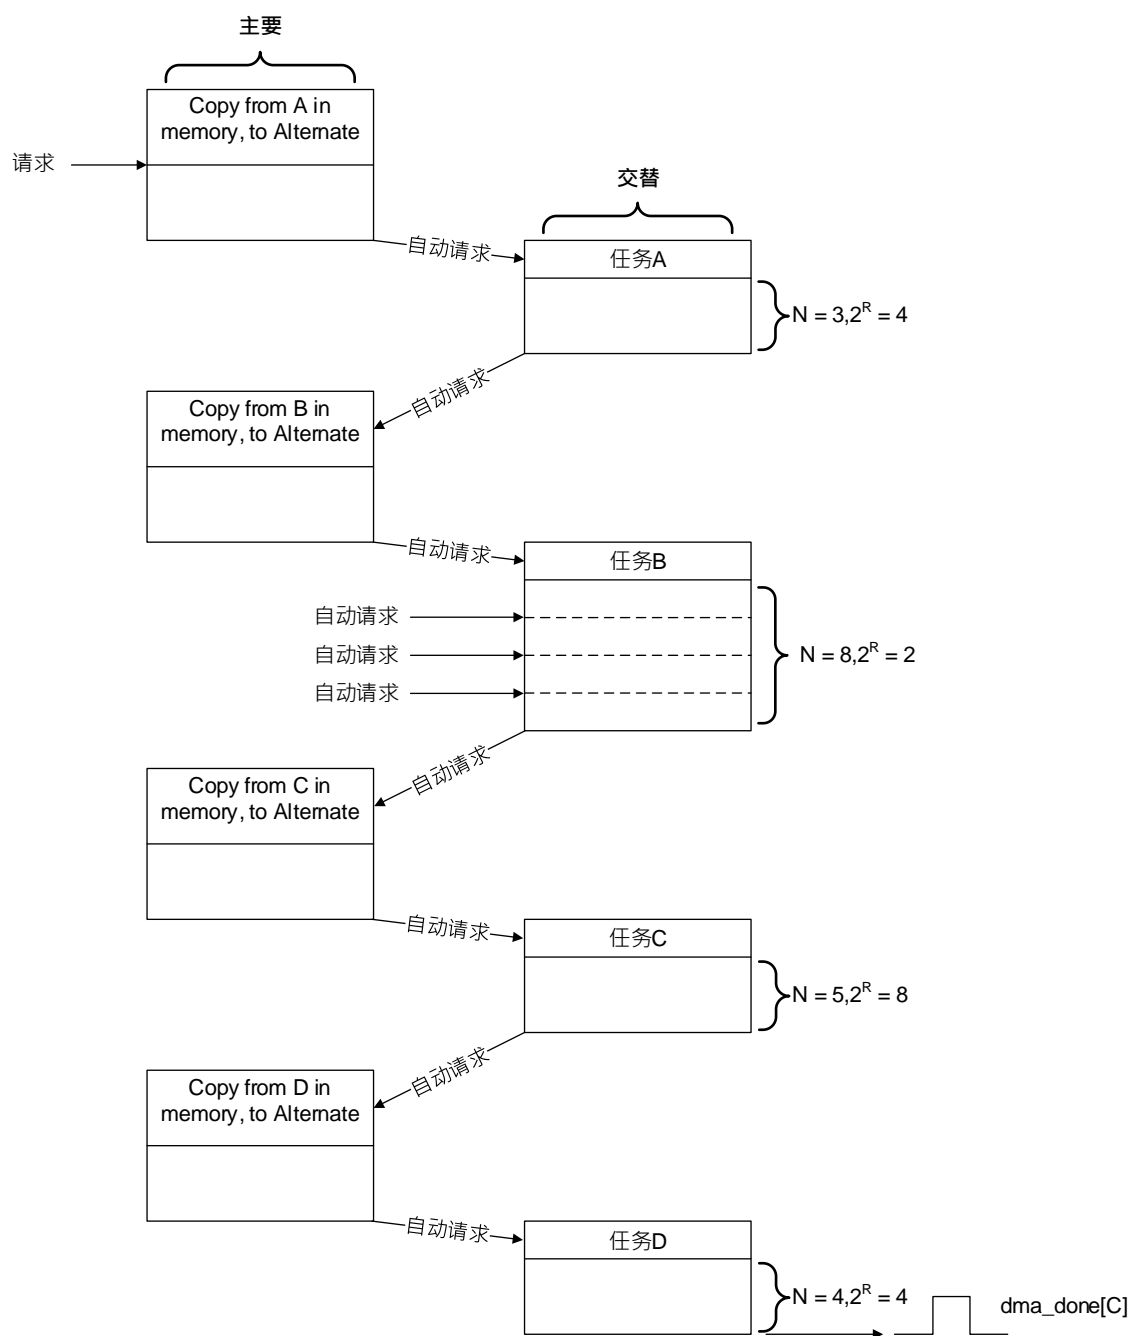 主要
Copy from A in
memory, to Alternate
请求
交替
自动请求
任务A
N = 3,2^R = 4
自动请求
Copy from B in
memory, to Alternate
自动请求
任务B
自动请求
自动请求
N = 8,2^R = 2
自动请求
自动请求
Copy from C in
memory, to Alternate
自动请求
任务C
N = 5,2^R = 8
自动请求
Copy from D in
memory, to Alternate
自动请求
任务D
N = 4,2^R = 4
dma_done[C]